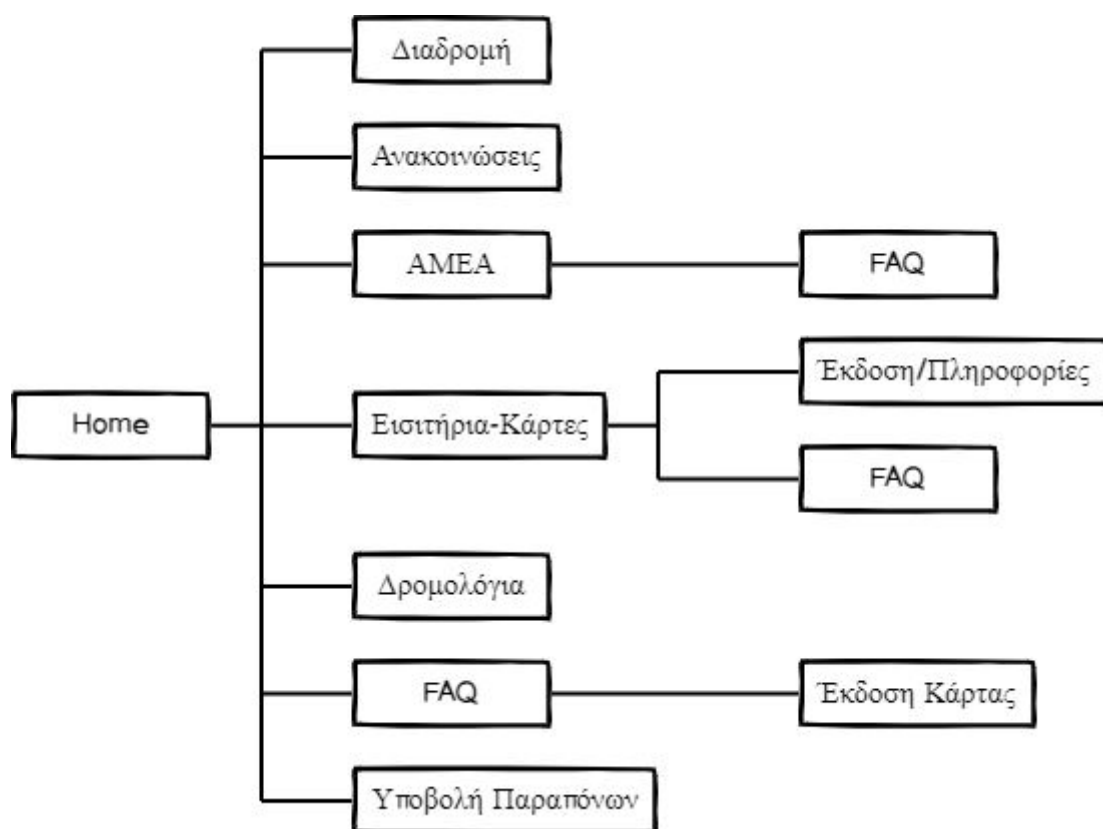 Διαδρομή
Ανακοινώσεις
ΑΜΕΑ
FAQ
Έκδοση/Πληροφορίες
Home
Εισιτήρια-Κάρτες
FAQ
Δρομολόγια
FAQ
Έκδοση Κάρτας
Υποβολή Παραπόνων